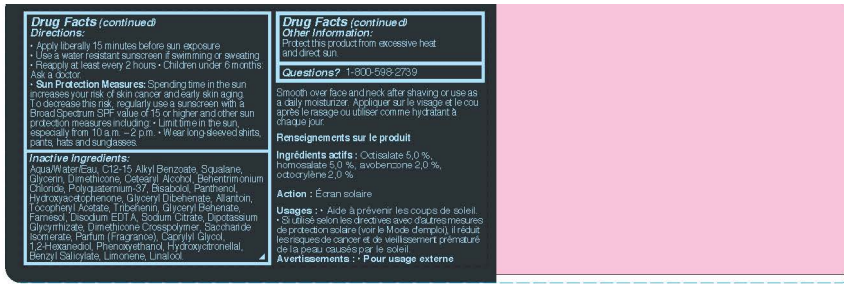 Drug Facts (continued)
Directions:
• Apply liberally 15 minutes before sun exposure
• Use a water resistant sunscreen if swimming or sweating
• Reapply at least every 2 hours • Children under 6 months:
Ask a doctor.
• Sun Protection Measures: Spending time in the sun
increases your risk of skin cancer and early skin aging.
To decrease this risk, regularly use a sunscreen with a
Broad Spectrum SPF value of 15 or higher and other sun
protection measures including: • Limit time in the sun,
especially from 10 a.m. – 2 p.m. • Wear long-sleeved shirts,
pants, hats and sunglasses.
Inactive Ingredients:
Aqua/Water/Eau, C12-15 Alkyl Benzoate, Squalane,
Glycerin, Dimethicone, Cetearyl Alcohol, Behentrimonium
Chloride, Polyquaternium-37, Bisabolol, Panthenol,
Hydroxyacetophenone, Glyceryl Dibehenate, Allantoin,
Tocopheryl Acetate, Tribehenin, Glyceryl Behenate,
Farnesol, Disodium EDTA, Sodium Citrate, Dipotassium
Glycyrrhizate, Dimethicone Crosspolymer, Saccharide
Isomerate, Parfum (Fragrance), Caprylyl Glycol,
1,2-Hexanediol, Phenoxyethanol, Hydroxycitronellal,
Benzyl Salicylate, Limonene, Linalool
Drug Facts (continued)
Other Information:
Protect this product from excessive heat
and direct sun.
Questions? 1-800-598-2739
Smooth over face and neck after shaving or use as
a daily moisturizer. Appliquer sur le visage et le cou
après le rasage ou utiliser comme hydratant à
chaque jour.
Renseignements sur le produit
Ingrédients actifs : Octisalate 5,0 %,
homosalate 5,0 %, avobenzone 2,0 %,
octocrylène 2,0 %
Action : Écran solaire
Usages : • Aide à prévenir les coups de soleil.
• Si utilisé selon les directives avec d'autres mesures
de protection solaire (voir le Mode d'emploi), il réduit
les risques de cancer et de vieillissement prématuré
de la peau causés par le soleil.
Avertissements : • Pour usage externe